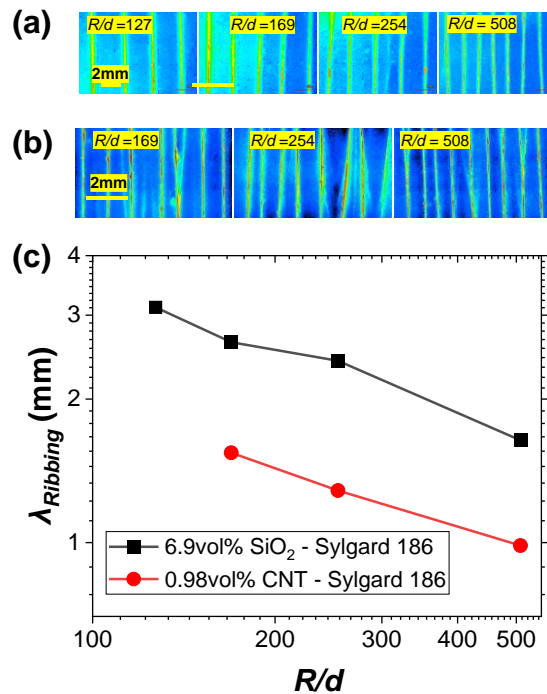 (a)
R/d =127 R/d =169 R/d =254 R/d =508
2mm
(b)
R/d =169 R/d =254 R/d =508
2mm
(c)
4
3
2
1
λRibbing (mm)
6.9vol% SiO2 - Sylgard 186
0.98vol% CNT - Sylgard 186
100 200 300 400 500
R/d